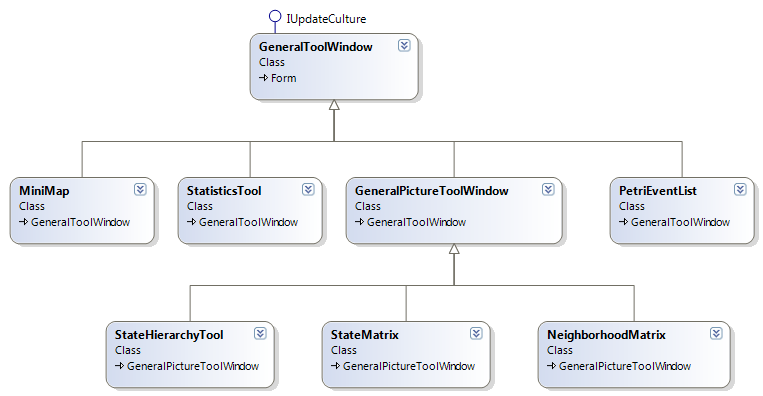 IUpdateCulture
GeneralToolWindow
Class
Form
MiniMap
Class
GeneralToolWindow
StatisticsTool
Class
GeneralToolWindow
GeneralPictureToolWindow
Class
GeneralToolWindow
PetriEventList
Class
GeneralToolWindow
StateHierarchyTool
Class
GeneralPictureToolWindow
StateMatrix
Class
GeneralPictureToolWindow
NeighborhoodMatrix
Class
GeneralPictureToolWindow